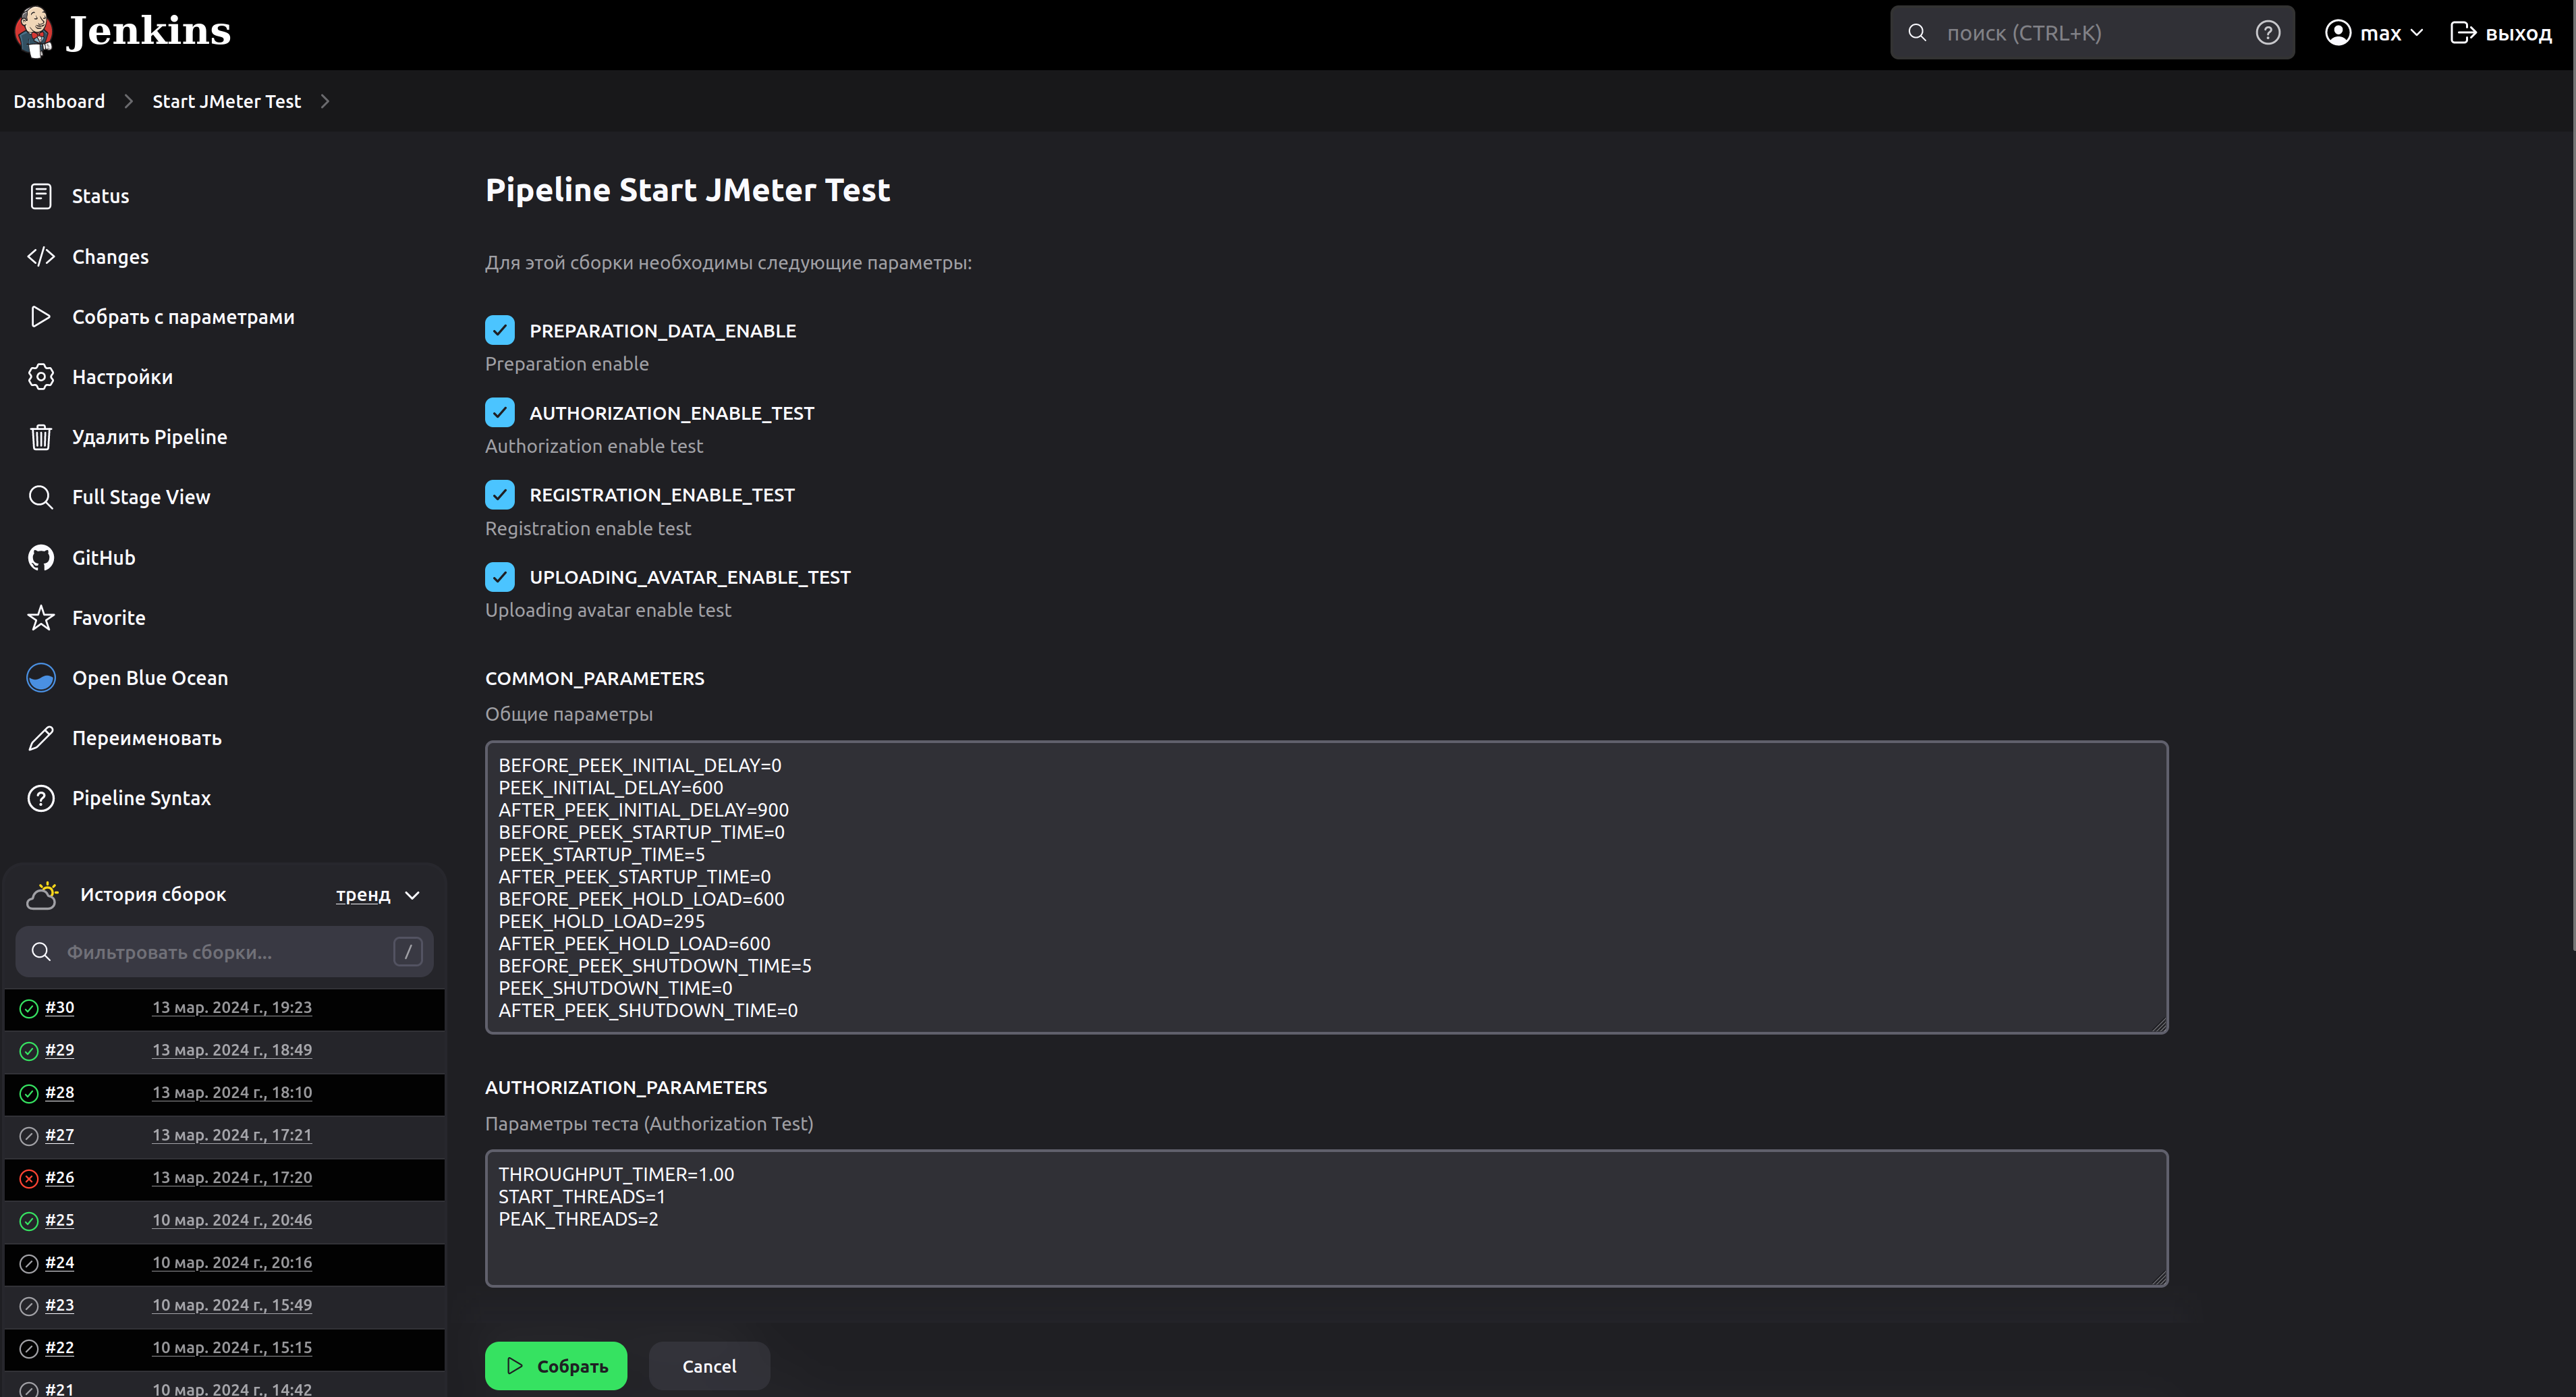 Jenkins
поиск (CTRL+K)
max
выход
Dashboard
Start JMeter Test
Status
Changes
Собрать с параметрами
Настройки
Удалить Pipeline
Full Stage View
GitHub
Favorite
Open Blue Ocean
Переименовать
Pipeline Syntax
История сборок
тренд
Фильтровать сборки...
/
#30 13 мар. 2024 г., 19:23
#29 13 мар. 2024 г., 18:49
#28 13 мар. 2024 г., 18:10
#27 13 мар. 2024 г., 17:21
#26 13 мар. 2024 г., 17:20
#25 10 мар. 2024 г., 20:46
#24 10 мар. 2024 г., 20:16
#23 10 мар. 2024 г., 15:49
#22 10 мар. 2024 г., 15:15
#21 10 мар. 2024 г., 14:42
Pipeline Start JMeter Test
Для этой сборки необходимы следующие параметры:
PREPARATION_DATA_ENABLE
Preparation enable
AUTHORIZATION_ENABLE_TEST
Authorization enable test
REGISTRATION_ENABLE_TEST
Registration enable test
UPLOADING_AVATAR_ENABLE_TEST
Uploading avatar enable test
COMMON_PARAMETERS
Общие параметры
BEFORE_PEEK_INITIAL_DELAY=0
PEEK_INITIAL_DELAY=600
AFTER_PEEK_INITIAL_DELAY=900
BEFORE_PEEK_STARTUP_TIME=0
PEEK_STARTUP_TIME=5
AFTER_PEEK_STARTUP_TIME=0
BEFORE_PEEK_HOLD_LOAD=600
PEEK_HOLD_LOAD=295
AFTER_PEEK_HOLD_LOAD=600
BEFORE_PEEK_SHUTDOWN_TIME=5
PEEK_SHUTDOWN_TIME=0
AFTER_PEEK_SHUTDOWN_TIME=0
AUTHORIZATION_PARAMETERS
Параметры теста (Authorization Test)
THROUGHPUT_TIMER=1.00
START_THREADS=1
PEAK_THREADS=2
Собрать
Cancel